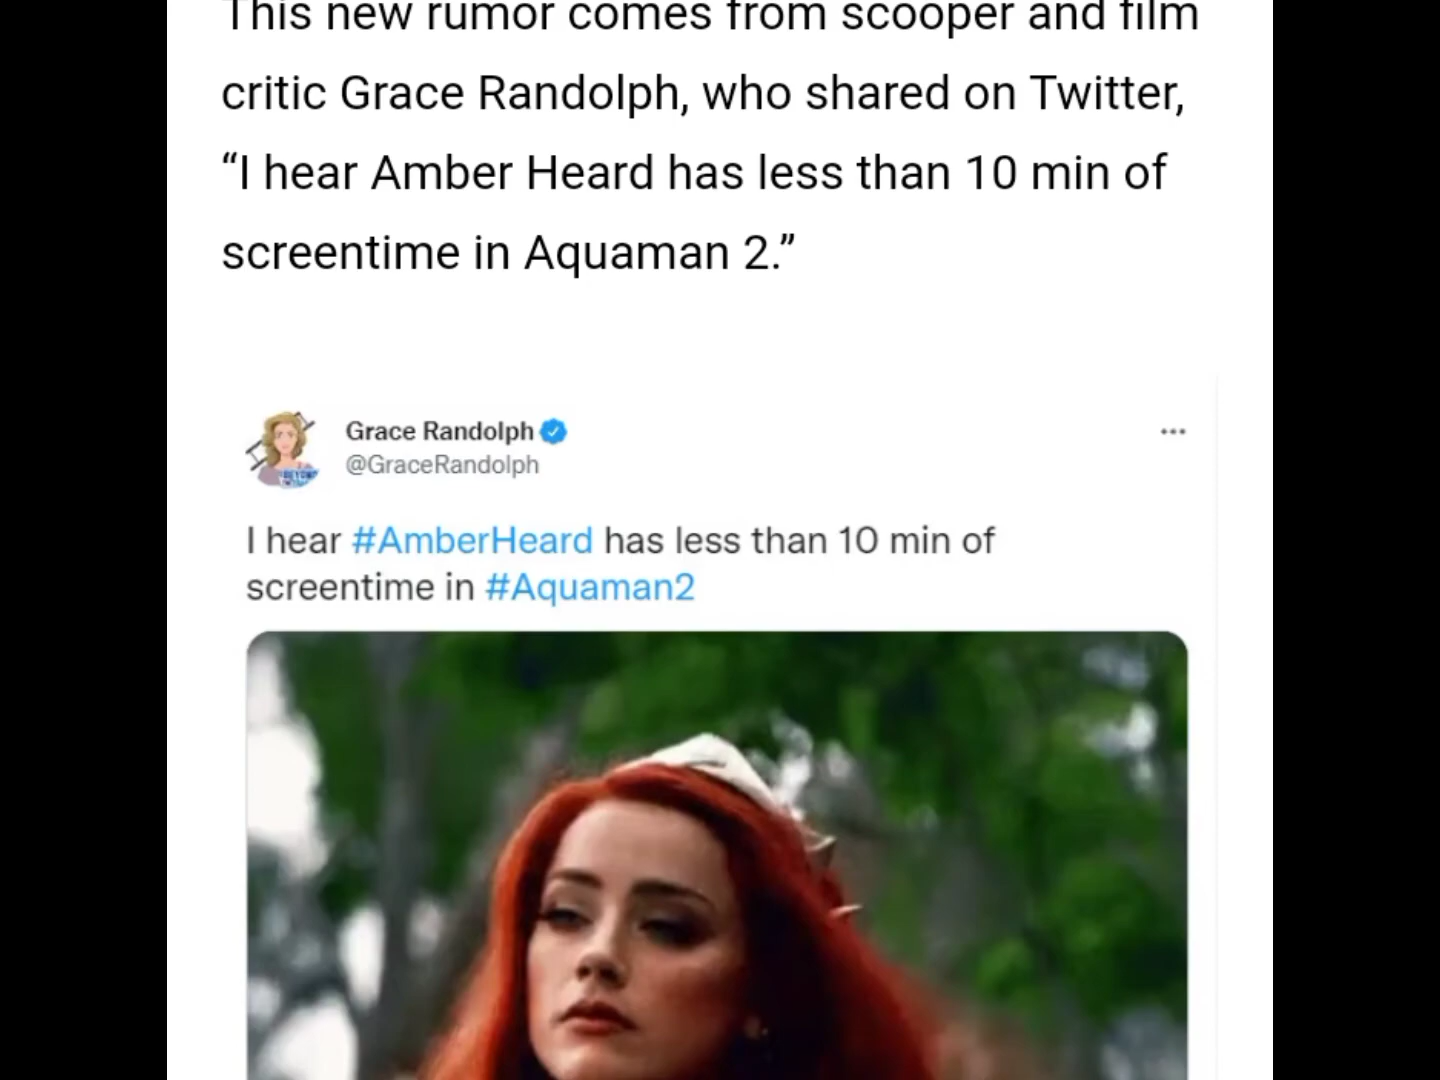 This new rumor comes from scooper and film
critic Grace Randolph, who shared on Twitter,
“I hear Amber Heard has less than 10 min of
screentime in Aquaman 2.”
Grace Randolph
@GraceRandolph
I hear #AmberHeard has less than 10 min of
screentime in #Aquaman2